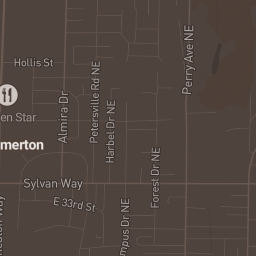 Hollis St
Perry Ave NE
Petersville Rd NE
Almira Dr
Harbel Dr NE
en Star
merton
Forest Dr NE
Sylvan Way
E 33rd St
mpus Dr NE